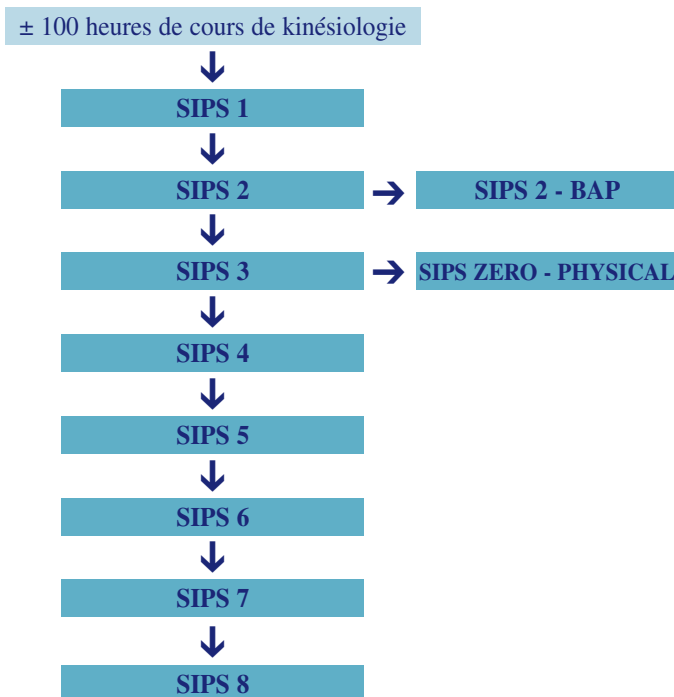 ± 100 heures de cours de kinésiologie
SIPS 1
SIPS 2
SIPS 2 - BAP
SIPS 3
SIPS ZERO - PHYSICAL
SIPS 4
SIPS 5
SIPS 6
SIPS 7
SIPS 8